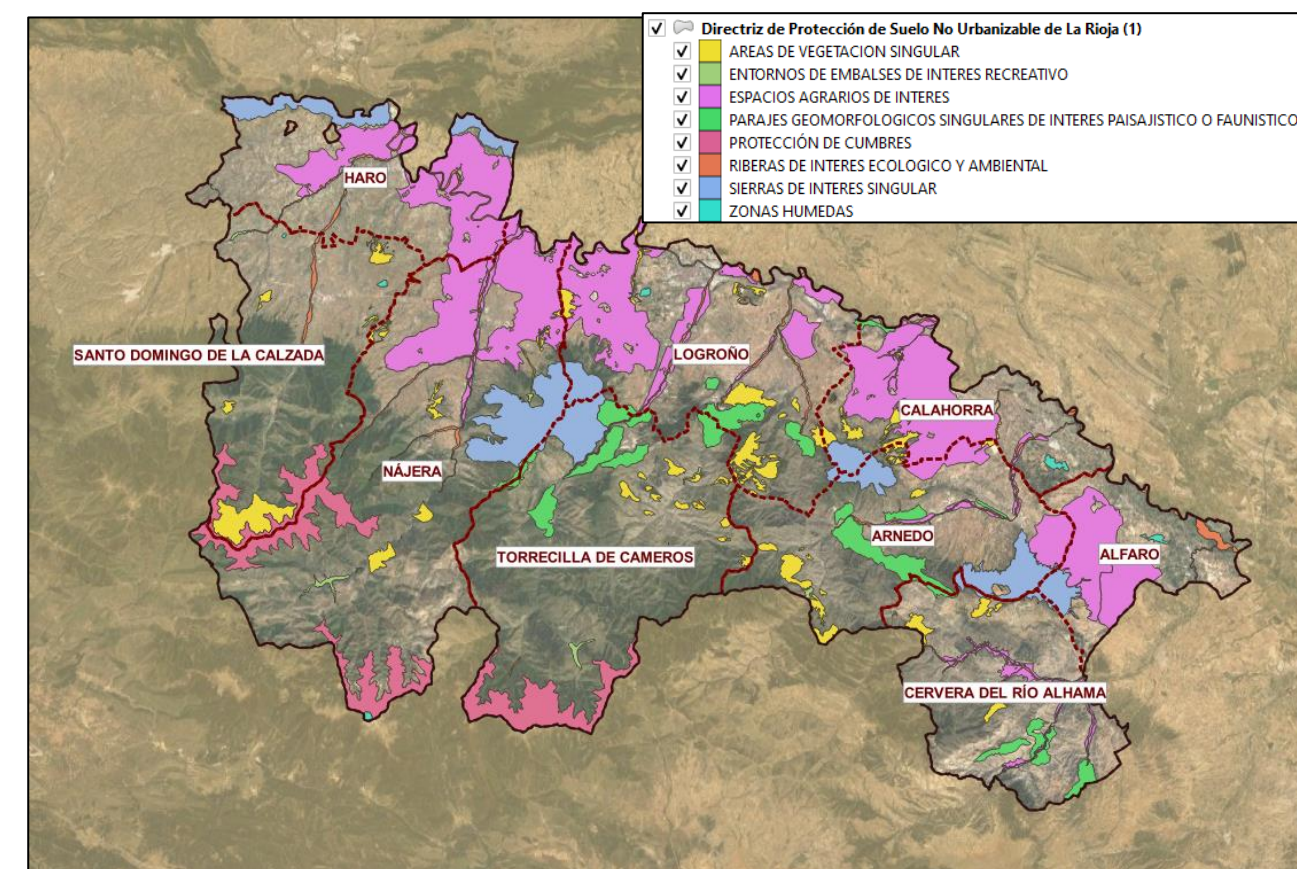 Directriz de Protección de Suelo No Urbanizable de La Rioja (1)
AREAS DE VEGETACION SINGULAR
ENTORNOS DE EMBALSES DE INTERES RECREATIVO
ESPACIOS AGRARIOS DE INTERES
PARAJES GEOMORFOLOGICOS SINGULARES DE INTERES PAISAJISTICO O FAUNISTICO
PROTECCIÓN DE CUMBRES
RIBERAS DE INTERES ECOLOGICO Y AMBIENTAL
SIERRAS DE INTERES SINGULAR
ZONAS HUMEDAS
HARO
SANTO DOMINGO DE LA CALZADA
LOGROÑO
CALAHORRA
NÁJERA
ARNEDO
ALFARO
TORRECILLA DE CAMEROS
CERVERA DEL RÍO ALHAMA